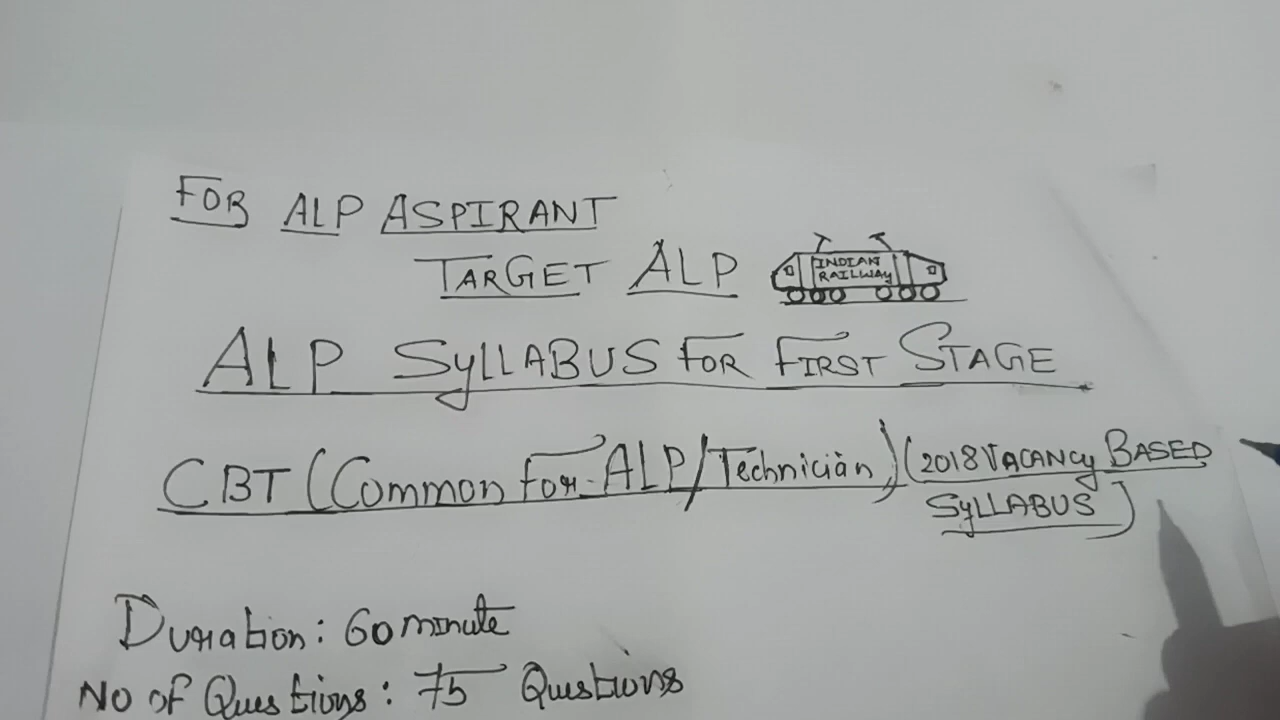 FOR ALP ASPIRANT
TARGET ALP
INDIAN
RAILWAY
ALP SYLLABUS FOR FIRST STAGE
CBT (Common for ALP/Technician) (2018 VACANCY BASED
SYLLABUS)
Duration: 60 minute
No of Questions: 75 Questions